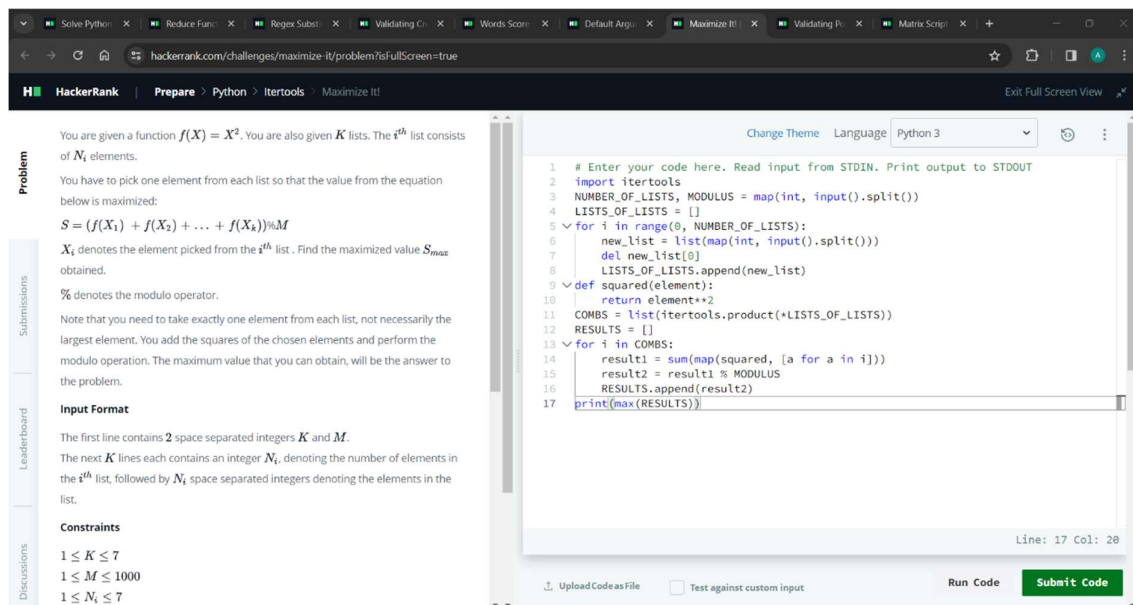 Solve Python
Reduce Funct
Regex Substi
Validating Cr
Words Score
Default Argu
Maximize It! |
Validating Po
Matrix Script
hackerrank.com/challenges/maximize-it/problem?isFullScreen=true
A
H HackerRank | Prepare > Python > Itertools > Maximize It!
Exit Full Screen View
Problem
Submissions
Leaderboard
Discussions
You are given a function f(X) = X². You are also given K lists. The iᵗʰ list consists
of Nᵢ elements.
You have to pick one element from each list so that the value from the equation
below is maximized:
S = (f(X₁) + f(X₂) + ... + f(Xₖ))%M
Xᵢ denotes the element picked from the iᵗʰ list . Find the maximized value Sₘₐₓ
obtained.
% denotes the modulo operator.
Note that you need to take exactly one element from each list, not necessarily the
largest element. You add the squares of the chosen elements and perform the
modulo operation. The maximum value that you can obtain, will be the answer to
the problem.
Input Format
The first line contains 2 space separated integers K and M.
The next K lines each contains an integer Nᵢ, denoting the number of elements in
the iᵗʰ list, followed by Nᵢ space separated integers denoting the elements in the
list.
Constraints
1 ≤ K ≤ 7
1 ≤ M ≤ 1000
1 ≤ Nᵢ ≤ 7
Change Theme Language Python 3
1 # Enter your code here. Read input from STDIN. Print output to STDOUT
2 import itertools
3 NUMBER_OF_LISTS, MODULUS = map(int, input().split())
4 LISTS_OF_LISTS = []
5 for i in range(0, NUMBER_OF_LISTS):
6     new_list = list(map(int, input().split()))
7     del new_list[0]
8     LISTS_OF_LISTS.append(new_list)
9 def squared(element):
10     return element**2
11 COMBS = list(itertools.product(*LISTS_OF_LISTS))
12 RESULTS = []
13 for i in COMBS:
14     result1 = sum(map(squared, [a for a in i]))
15     result2 = result1 % MODULUS
16     RESULTS.append(result2)
17 print(max(RESULTS))
Line: 17 Col: 20
Upload Code as File
Test against custom input
Run Code
Submit Code